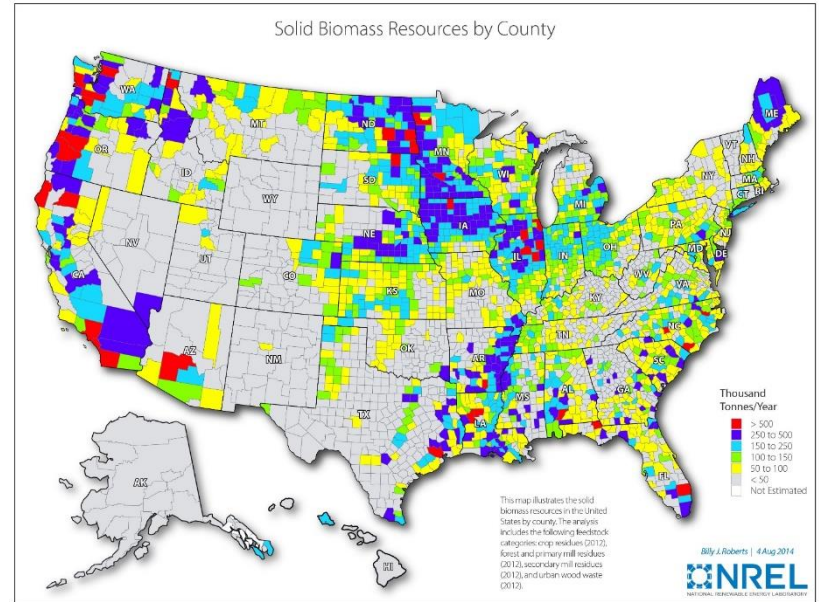 Solid Biomass Resources by County
WA
MT
ND
MN
ME
OR
ID
SD
WI
VT
NH
NY
MA
CT
RI
WY
MI
IA
NE
PA
NJ
NV
UT
CO
IL
IN
OH
MD
DE
WV
VA
CA
KS
MO
KY
NC
TN
AZ
NM
OK
AR
SC
MS
AL
GA
TX
LA
FL
AK
HI
Thousand
Tonnes/Year
> 500
250 to 500
150 to 250
100 to 150
50 to 100
< 50
Not Estimated
This map illustrates the solid
biomass resources in the United
States by county. The analysis
includes the following feedstock
categories: crop residues (2012),
forest and primary mill residues
(2012), secondary mill residues
(2012), and urban wood waste
(2012).
Billy J. Roberts | 4 Aug 2014
NREL
NATIONAL RENEWABLE ENERGY LABORATORY